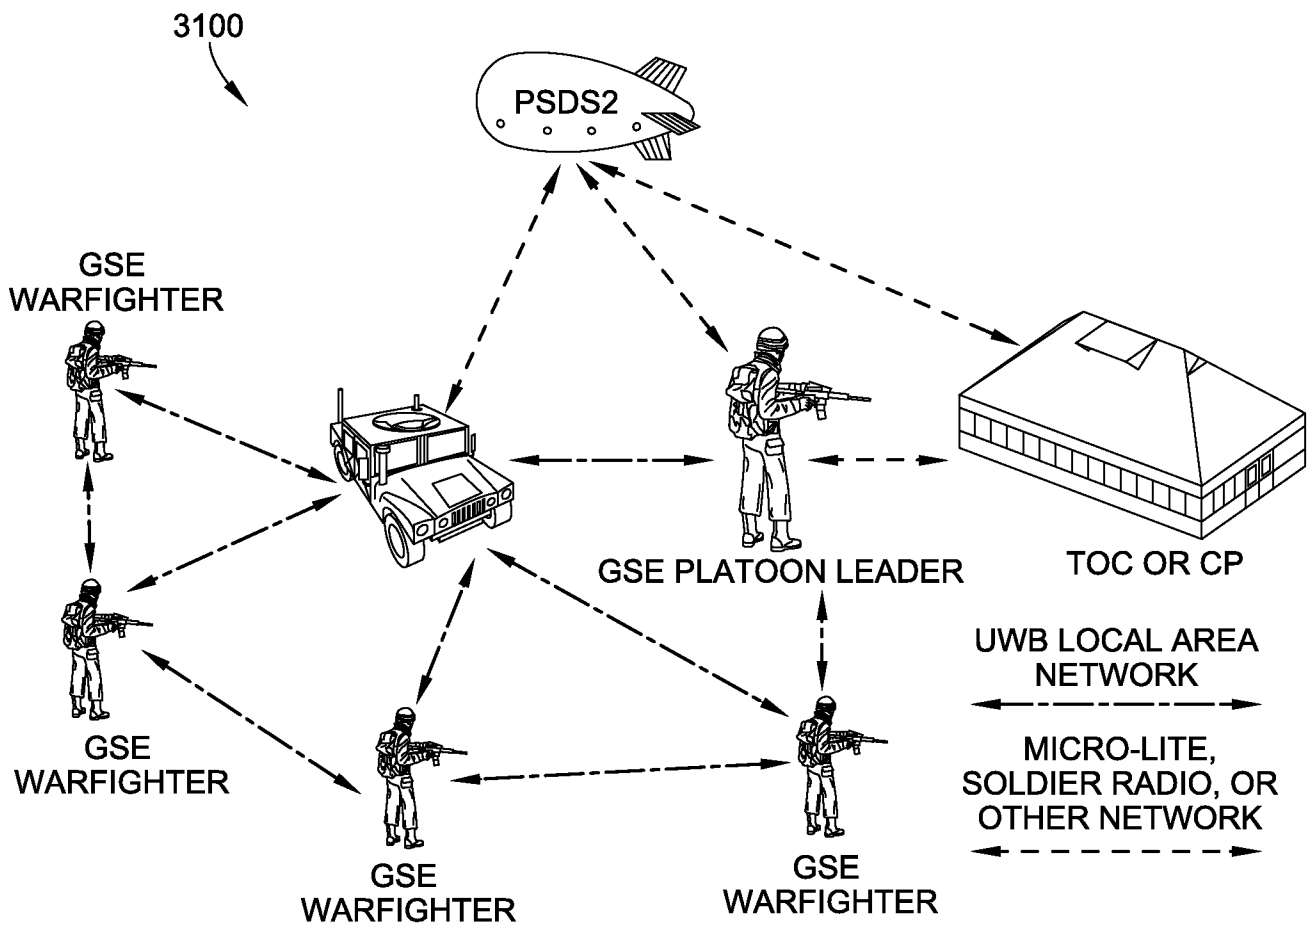 3100
PSDS2
GSE
WARFIGHTER
GSE PLATOON LEADER
TOC OR CP
GSE
WARFIGHTER
GSE
WARFIGHTER
GSE
WARFIGHTER
UWB LOCAL AREA
NETWORK
MICRO-LITE,
SOLDIER RADIO, OR
OTHER NETWORK